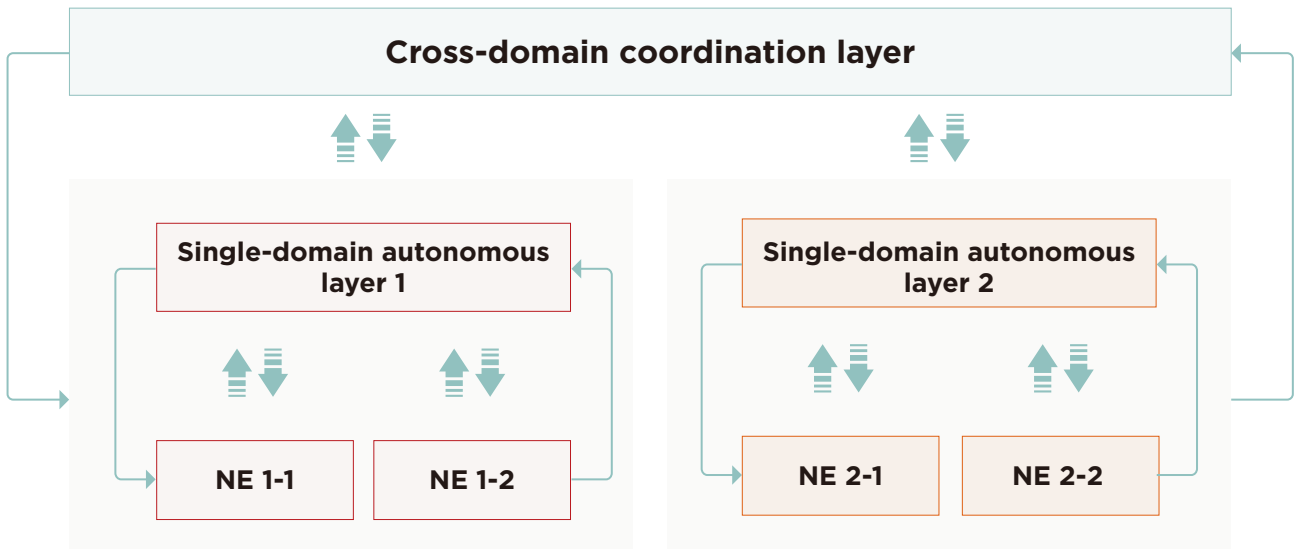 Cross-domain coordination layer
Single-domain autonomous
layer 1
Single-domain autonomous
layer 2
NE 1-1
NE 1-2
NE 2-1
NE 2-2